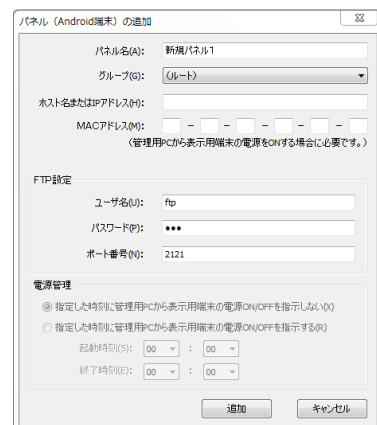 パネル（Android端末）の追加
パネル名(A): 新規パネル1
グループ(G): (ルート)
ホスト名またはIPアドレス(H):
MACアドレス(M): - - - - -
(管理用PCから表示用端末の電源をONする場合に必要です。)
FTP設定
ユーザ名(U): ftp
パスワード(P): ●●●
ポート番号(N): 2121
電源管理
指定した時刻に管理用PCから表示用端末の電源ON/OFFを指示しない(X)
指定した時刻に管理用PCから表示用端末の電源ON/OFFを指示する(R)
起動時刻(S): 00 : 00
終了時刻(E): 00 : 00
追加 キャンセル